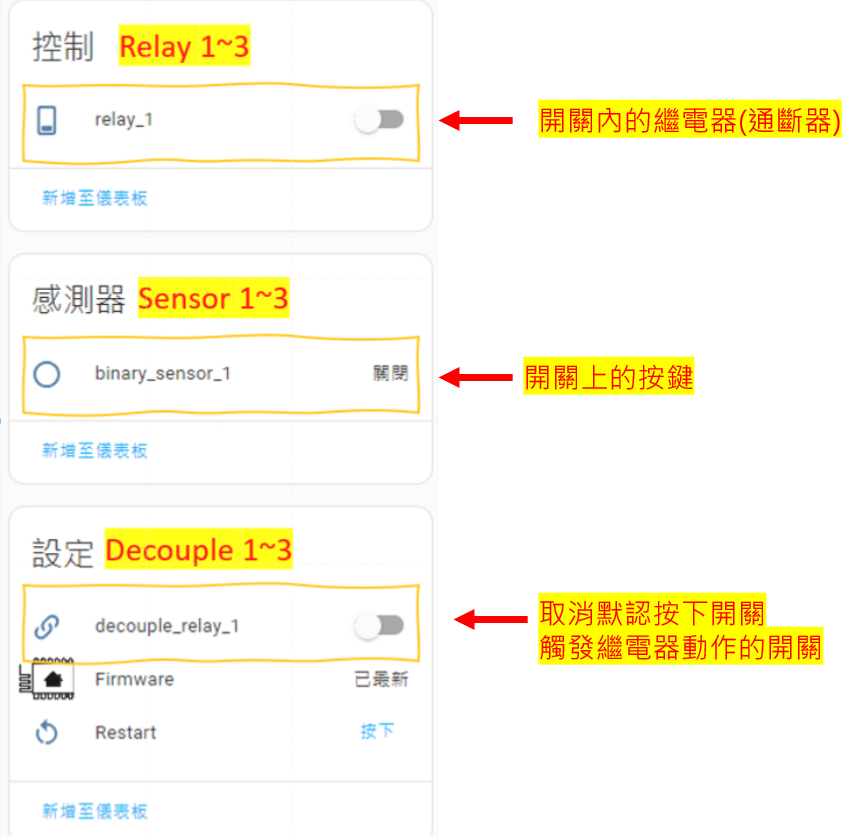 控制 Relay 1~3
relay_1
開關內的繼電器(通斷器)
新增至儀表板
感測器 Sensor 1~3
binary_sensor_1 關閉
開關上的按鍵
新增至儀表板
設定 Decouple 1~3
decouple_relay_1
取消默認按下開關
觸發繼電器動作的開關
Firmware 已最新
Restart 按下
新增至儀表板